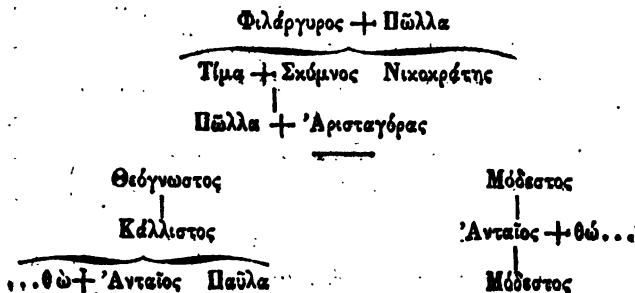 Φιλάργυρος + Πῶλλα
Τίμα + Σκύμνος Νικοκράτης
Πῶλλα + Ἀρισταγόρας
Θεόγνωστος Μόδεστος
Κάλλιστος Ἀνταῖος + θώ...
...θὼ + Ἀνταῖος Παῦλα Μόδεστος